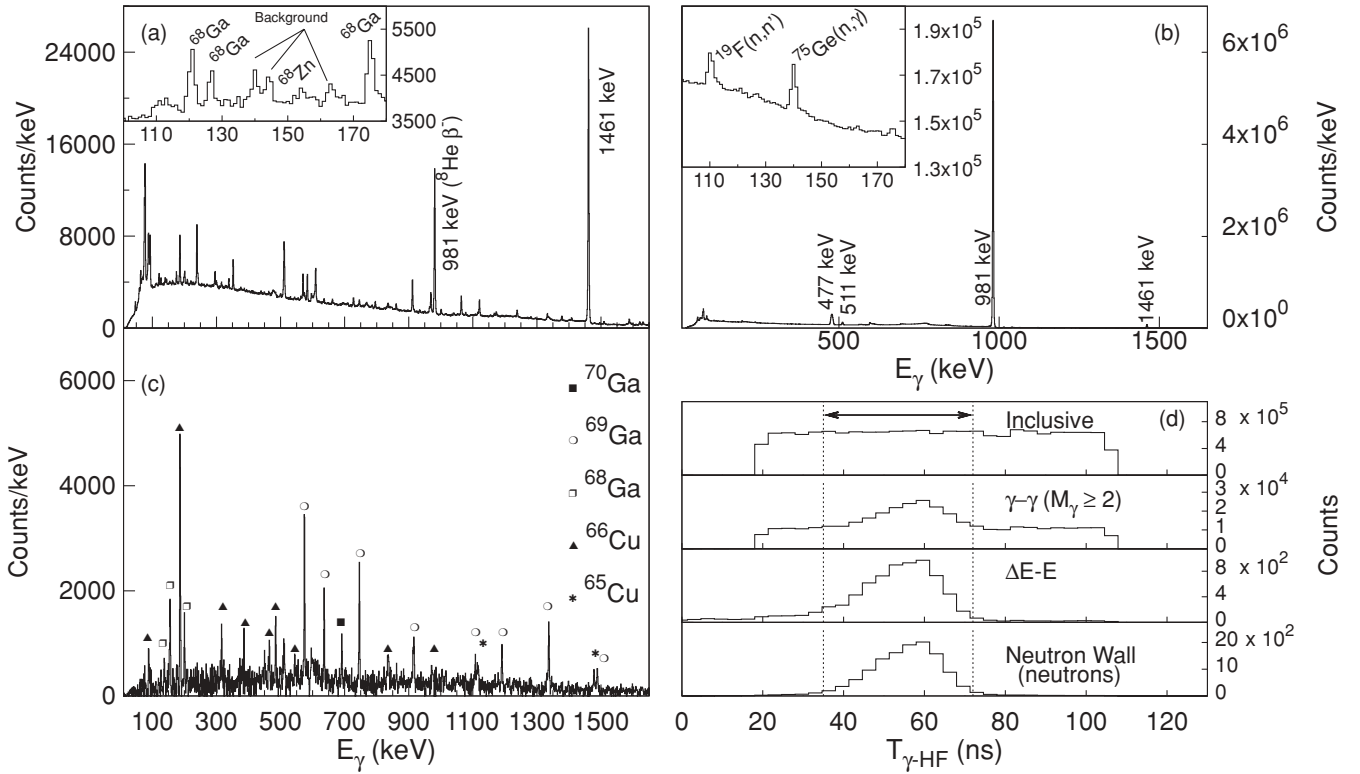 (a)
24000
16000
8000
0
Counts/keV
68Ga
68Ga
Background
68Zn
68Ga
5500
4500
3500
110 130 150 170
981 keV (8He β-)
1461 keV
(b)
19F(n,n')
75Ge(n,γ)
1.9x10^5
1.7x10^5
1.5x10^5
1.3x10^5
110 130 150 170
6x10^6
4x10^6
2x10^6
0x10^0
Counts/keV
477 keV
511 keV
981 keV
1461 keV
500 1000 1500
Eγ (keV)
(c)
6000
4000
2000
0
Counts/keV
70Ga
69Ga
68Ga
66Cu
65Cu
100 300 500 700 900 1100 1300 1500
Eγ (keV)
(d)
Inclusive
8 x 10^5
4
0
γ–γ (Mγ ≥ 2)
3 x 10^4
2
1
0
ΔE-E
8 x 10^2
4
0
Neutron Wall
(neutrons)
20 x 10^2
10
0
Counts
0 20 40 60 80 100 120
Tγ-HF (ns)